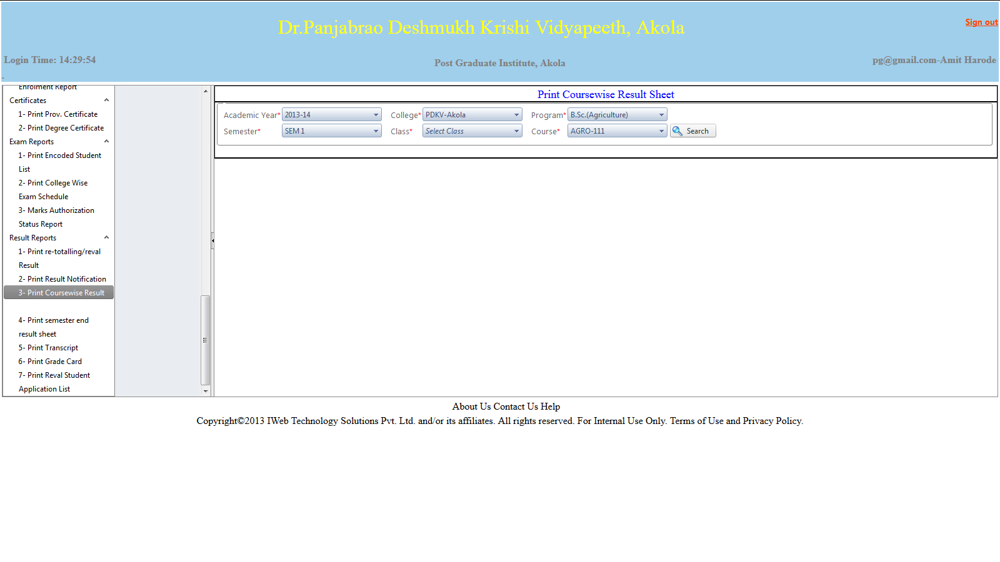 Dr.Panjabrao Deshmukh Krishi Vidyapeeth, Akola
Sign out
Login Time: 14:29:54
Post Graduate Institute, Akola
pg@gmail.com-Amit Harode
Enrolment Report
Certificates
1- Print Prov. Certificate
2- Print Degree Certificate
Exam Reports
1- Print Encoded Student
List
2- Print College Wise
Exam Schedule
3- Marks Authorization
Status Report
Result Reports
1- Print re-totalling/reval
Result
2- Print Result Notification
3- Print Coursewise Result
4- Print semester end
result sheet
5- Print Transcript
6- Print Grade Card
7- Print Reval Student
Application List
Print Coursewise Result Sheet
Academic Year* 2013-14 College* PDKV-Akola Program* B.Sc.(Agriculture)
Semester* SEM 1 Class* Select Class Course* AGRO-111 Search
About Us Contact Us Help
Copyright©2013 IWeb Technology Solutions Pvt. Ltd. and/or its affiliates. All rights reserved. For Internal Use Only. Terms of Use and Privacy Policy.